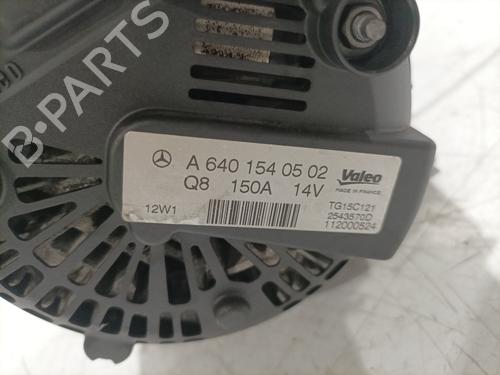 B-PARTS
A 640 154 05 02
Valeo
MADE IN FRANCE
Q8 150A 14V
TG15C121
12W1
2543570D
112000524